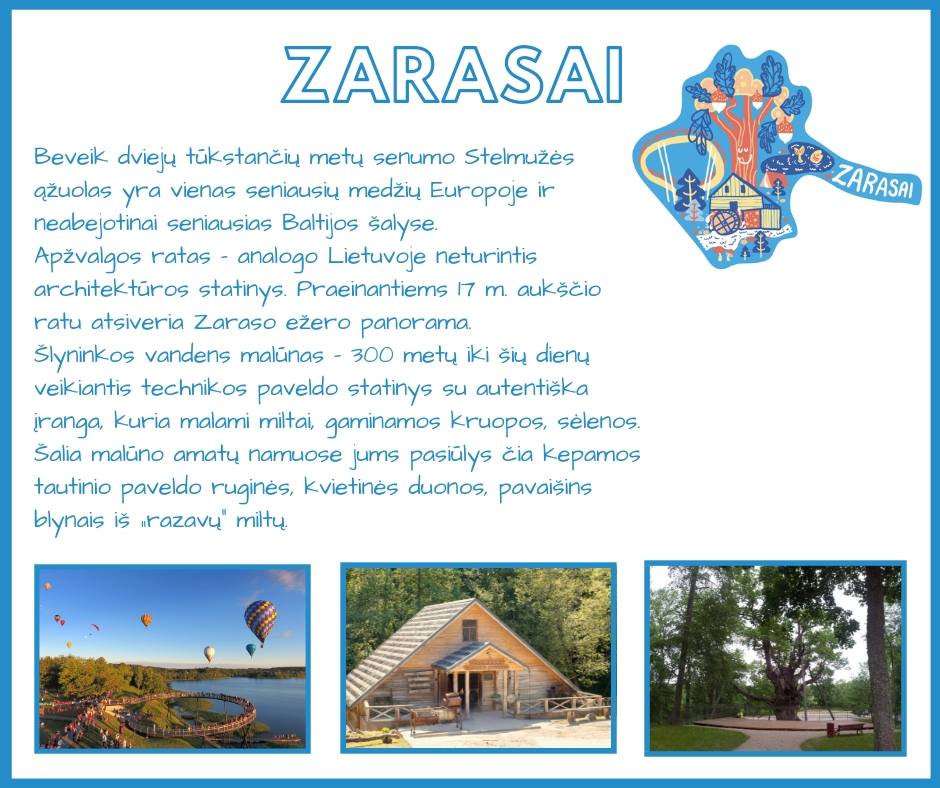 ZARASAI
ZARASAI
Beveik dviejų tūkstančių metų senumo Stelmužės
ąžuolas yra vienas seniausių medžių Europoje ir
neabejotinai seniausias Baltijos šalyse.
Apžvalgos ratas - analogo Lietuvoje neturintis
architektūros statinys. Praeinantiems 17 m. aukščio
ratu atsiveria Zaraso ežero panorama.
Šlyninkos vandens malūnas - 300 metų iki šių dienų
veikiantis technikos paveldo statinys su autentiška
įranga, kuria malami miltai, gaminamos kruopos, sėlenos.
Šalia malūno amatų namuose jums pasiūlys čia kepamos
tautinio paveldo ruginės, kvietinės duonos, pavaišins
blynais iš „razavų" miltų.